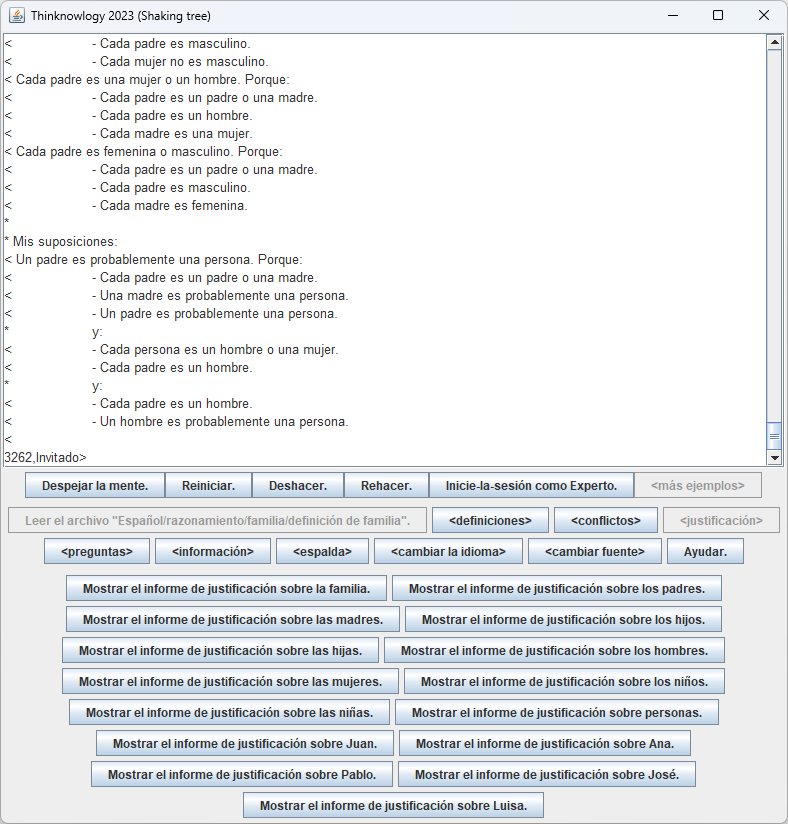 Thinknowlogy 2023 (Shaking tree)
< - Cada padre es masculino.
< - Cada mujer no es masculino.
< Cada padre es una mujer o un hombre. Porque:
< - Cada padre es un padre o una madre.
< - Cada padre es un hombre.
< - Cada madre es una mujer.
< Cada padre es femenina o masculino. Porque:
< - Cada padre es un padre o una madre.
< - Cada padre es masculino.
< - Cada madre es femenina.
*
* Mis suposiciones:
< Un padre es probablemente una persona. Porque:
< - Cada padre es un padre o una madre.
< - Una madre es probablemente una persona.
< - Un padre es probablemente una persona.
* y:
< - Cada persona es un hombre o una mujer.
< - Cada padre es un hombre.
* y:
< - Cada padre es un hombre.
< - Un hombre es probablemente una persona.
<
3262,Invitado>
Despejar la mente. Reiniciar. Deshacer. Rehacer. Inicie-la-sesión como Experto. <más ejemplos>
Leer el archivo "Español/razonamiento/familia/definición de familia". <definiciones> <conflictos> <justificación>
<preguntas> <información> <espalda> <cambiar la idioma> <cambiar fuente> Ayudar.
Mostrar el informe de justificación sobre la familia. Mostrar el informe de justificación sobre los padres.
Mostrar el informe de justificación sobre las madres. Mostrar el informe de justificación sobre los hijos.
Mostrar el informe de justificación sobre las hijas. Mostrar el informe de justificación sobre los hombres.
Mostrar el informe de justificación sobre las mujeres. Mostrar el informe de justificación sobre los niños.
Mostrar el informe de justificación sobre las niñas. Mostrar el informe de justificación sobre personas.
Mostrar el informe de justificación sobre Juan. Mostrar el informe de justificación sobre Ana.
Mostrar el informe de justificación sobre Pablo. Mostrar el informe de justificación sobre José.
Mostrar el informe de justificación sobre Luisa.